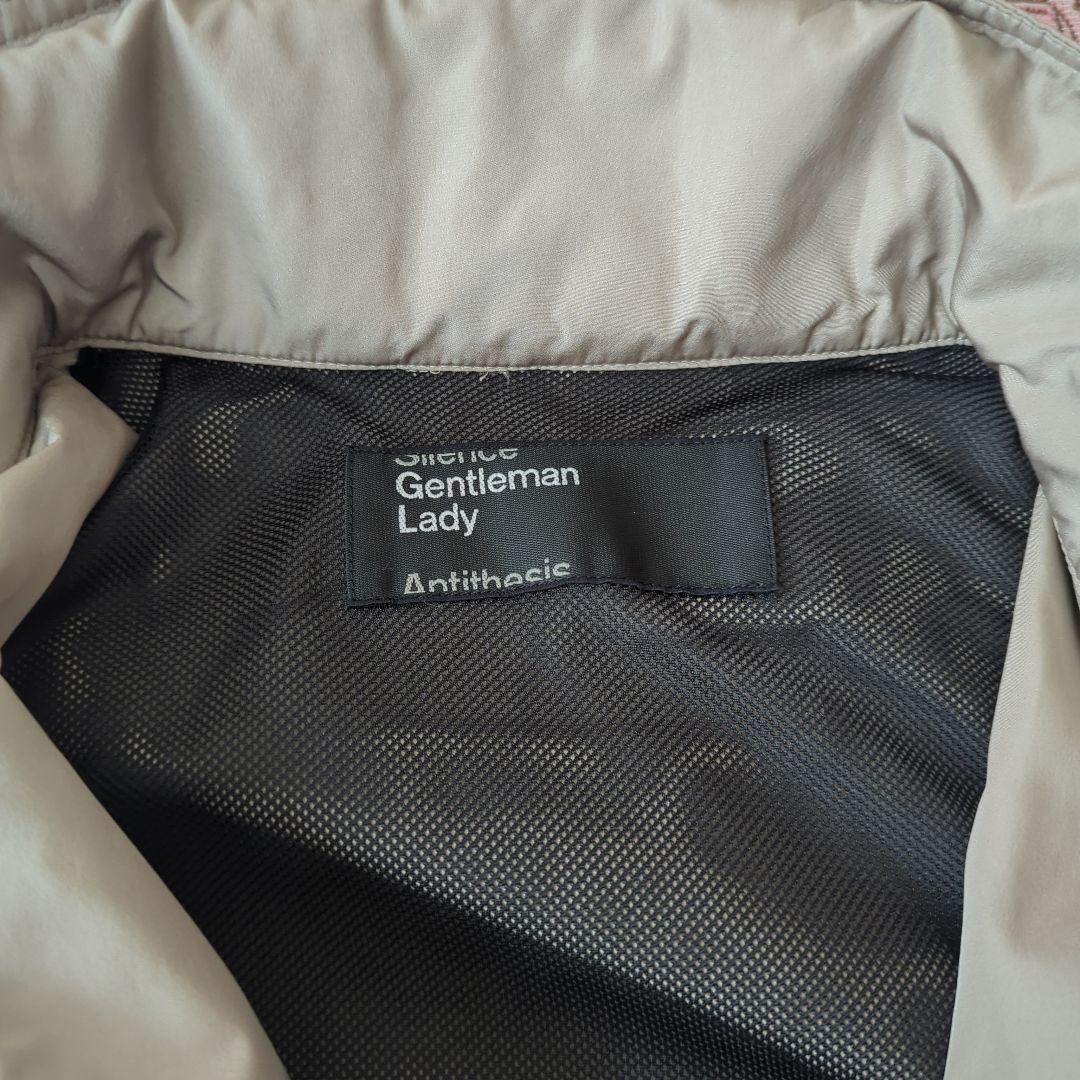 Silence
Gentleman
Lady
Antithesis